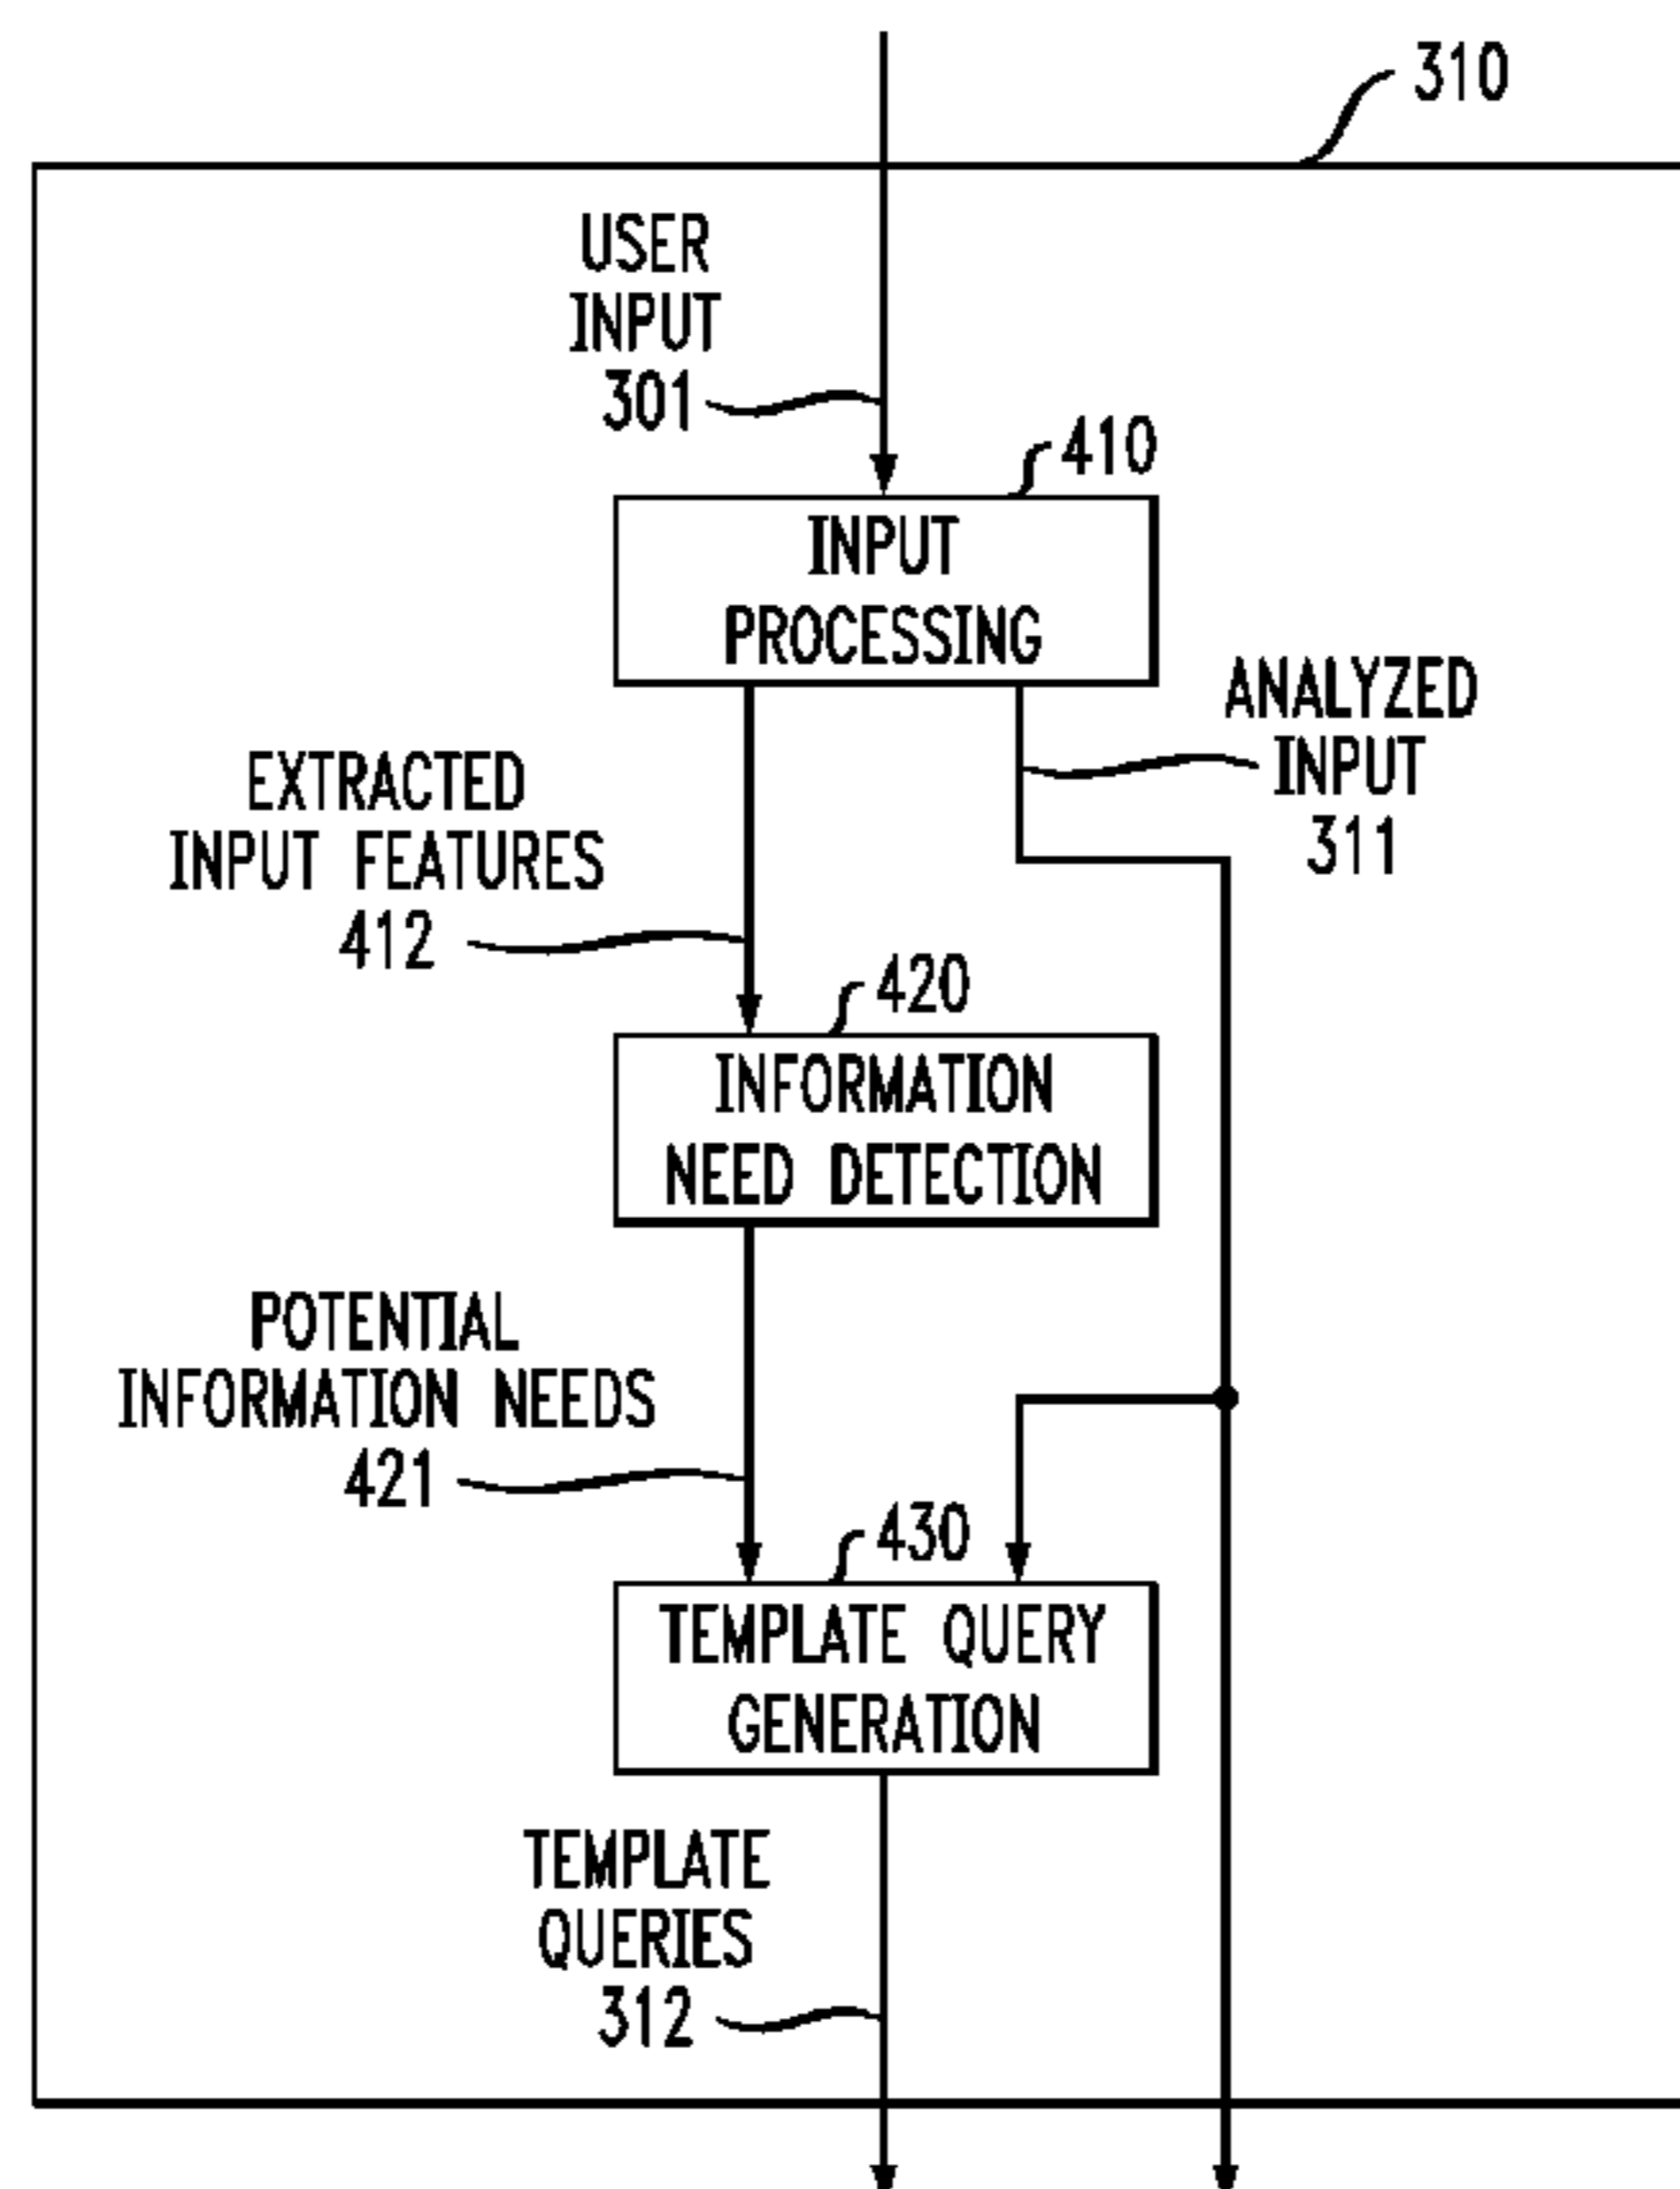 310
USER
INPUT
301
410
INPUT
PROCESSING
ANALYZED
INPUT
311
EXTRACTED
INPUT FEATURES
412
420
INFORMATION
NEED DETECTION
POTENTIAL
INFORMATION NEEDS
421
430
TEMPLATE QUERY
GENERATION
TEMPLATE
QUERIES
312